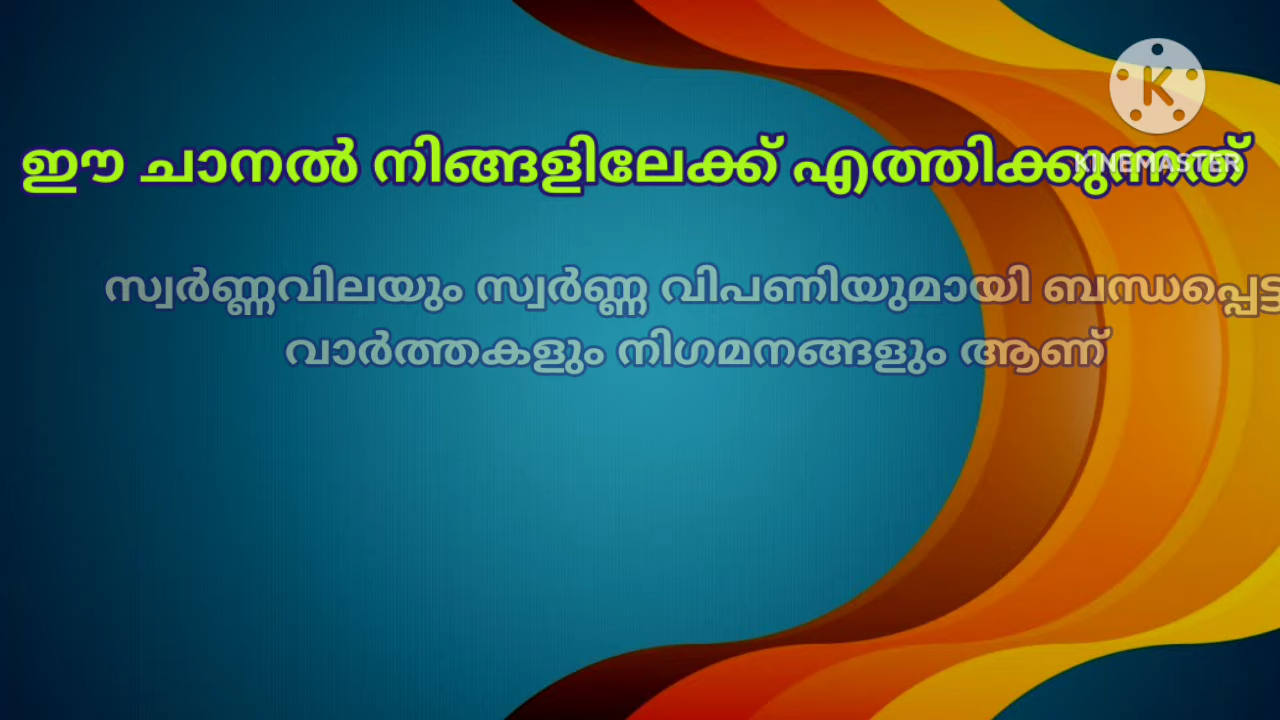 KINEMASTER
ഈ ചാനൽ നിങ്ങളിലേക്ക് എത്തിക്കുന്നത്
സ്വർണ്ണവിലയും സ്വർണ്ണ വിപണിയുമായി ബന്ധപ്പെട്ട
വാർത്തകളും നിഗമനങ്ങളും ആണ്